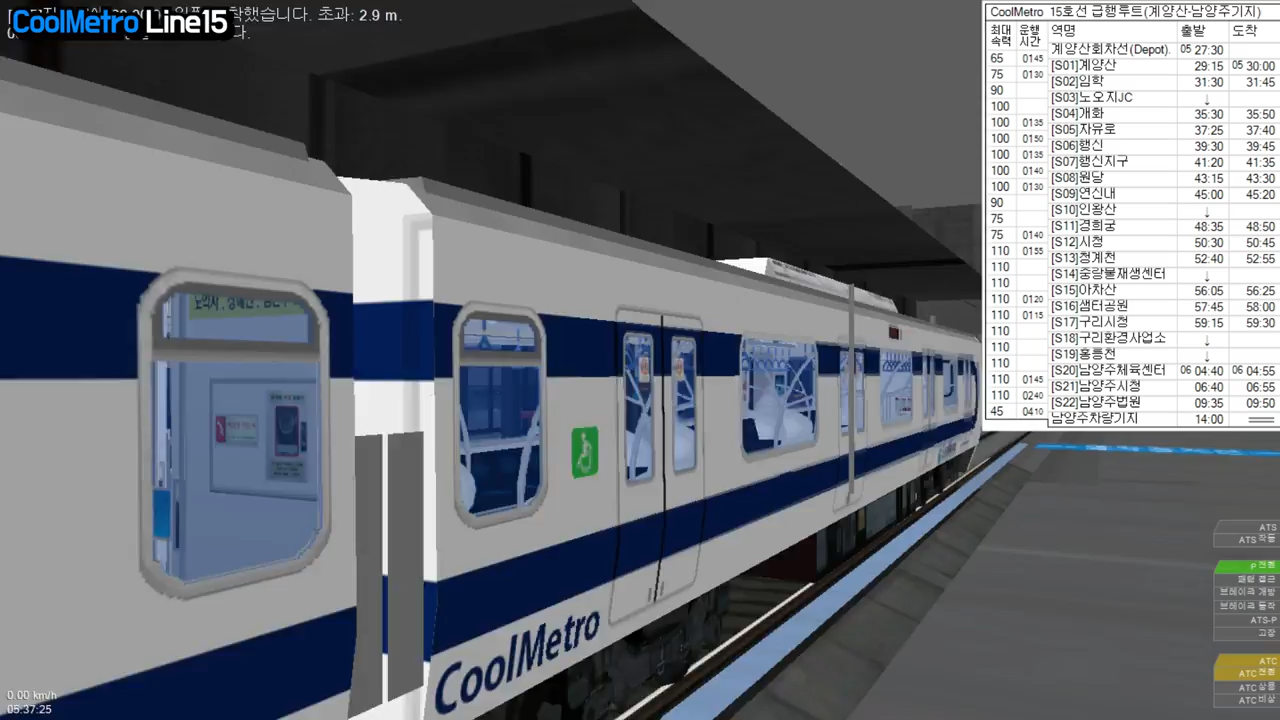 착했습니다. 초과: 2.9 m.
CoolMetro Line15
다.
CoolMetro 15호선 급행루트(계양산-남양주기지)
최대속력 운행시간 역명 출발 도착
계양산회차선(Depot). 05 27:30
65 0145
[S01]계양산 29:15 05 30:00
75 0130
[S02]임학 31:30 31:45
90
[S03]노오지JC ↓
100
[S04]개화 35:30 35:50
100 0135
[S05]자유로 37:25 37:40
100 0150
[S06]행신 39:30 39:45
100 0135
[S07]행신지구 41:20 41:35
100 0140
[S08]원당 43:15 43:30
100 0130
[S09]연신내 45:00 45:20
90
[S10]인왕산 ↓
75
[S11]경희궁 48:35 48:50
75 0140
[S12]시청 50:30 50:45
110 0155
[S13]청계천 52:40 52:55
110
[S14]중랑물재생센터 ↓
110
[S15]아차산 56:05 56:25
110 0120
[S16]샘터공원 57:45 58:00
110 0115
[S17]구리시청 59:15 59:30
110
[S18]구리환경사업소 ↓
110
[S19]홍릉천 ↓
110
[S20]남양주체육센터 06 04:40 06 04:55
110 0145
[S21]남양주시청 06:40 06:55
110 0240
[S22]남양주법원 09:35 09:50
45 0410
남양주차량기지 14:00
CoolMetro
ATS
ATS 작동
P 전원
패턴 접근
브레이크 개방
브레이크 동작
ATS-P
고장
ATC
ATC 전원
ATC 상용
ATC 비상
0.00 km/h
05:37:25